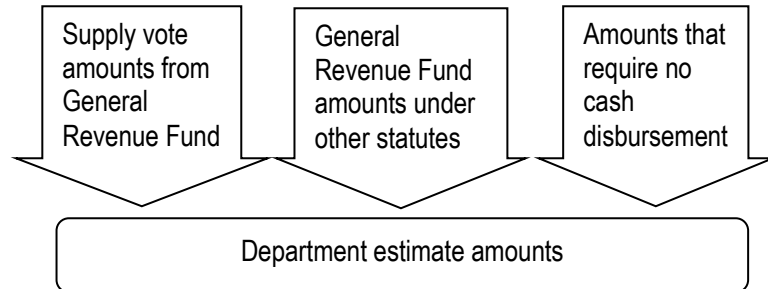 Supply vote
amounts from
General
Revenue Fund
General
Revenue Fund
amounts under
other statutes
Amounts that
require no
cash
disbursement
Department estimate amounts